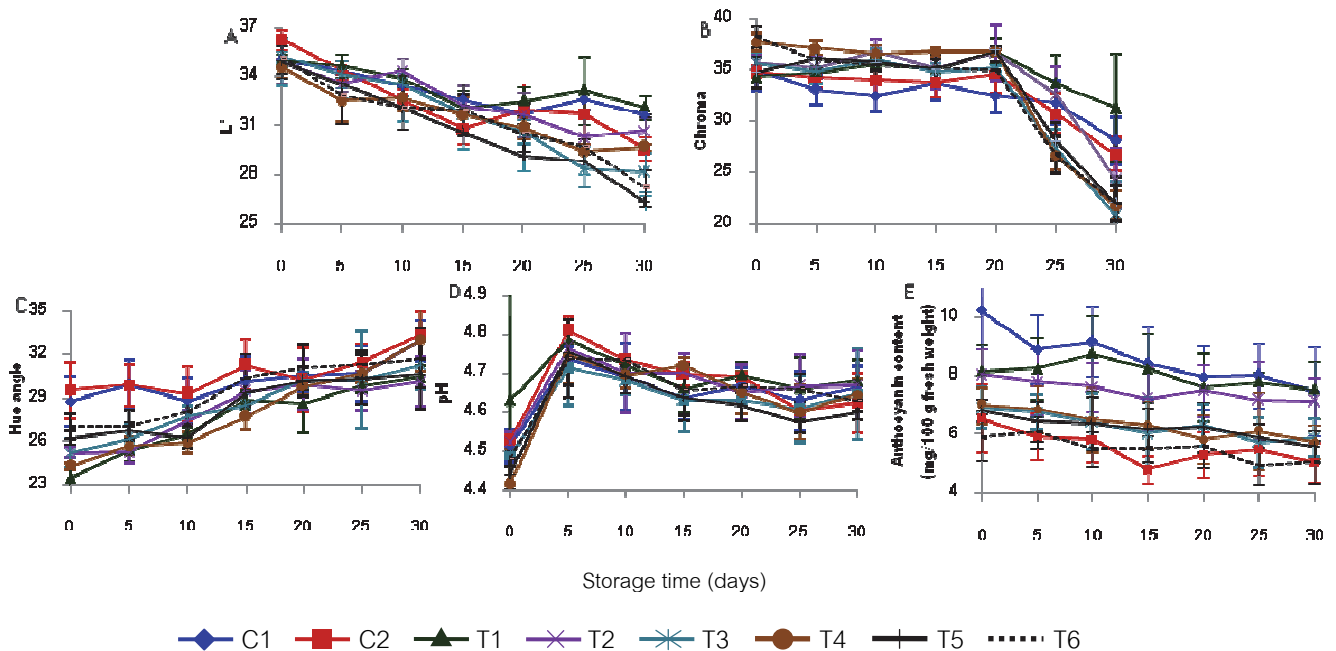 A
L*
37
34
31
28
25
0 5 10 15 20 25 30
B
Chroma
40
35
30
25
20
0 5 10 15 20 25 30
C
Hue angle
35
32
29
26
23
0 5 10 15 20 25 30
D
pH
4.9
4.8
4.7
4.6
4.5
4.4
0 5 10 15 20 25 30
E
Anthocyanin content
(mg/100 g fresh weight)
10
8
6
4
0 5 10 15 20 25 30
Storage time (days)
C1 C2 T1 T2 T3 T4 T5 T6